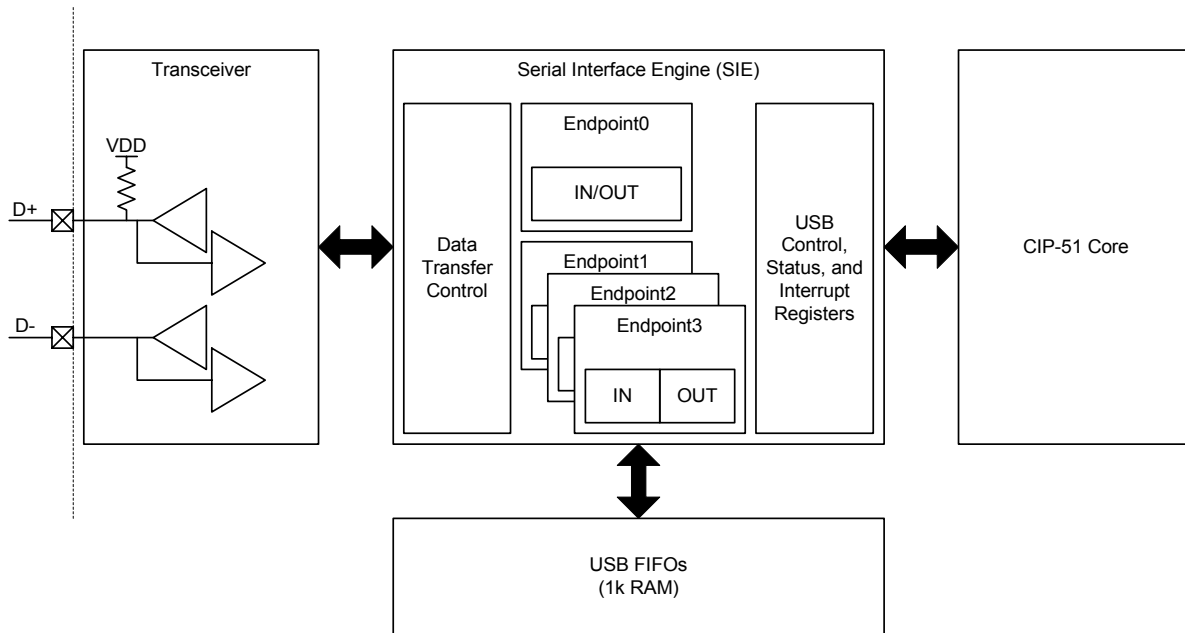 Transceiver
VDD
D+
D-
Serial Interface Engine (SIE)
Data
Transfer
Control
Endpoint0
IN/OUT
Endpoint1
Endpoint2
Endpoint3
IN
OUT
USB
Control,
Status, and
Interrupt
Registers
CIP-51 Core
USB FIFOs
(1k RAM)